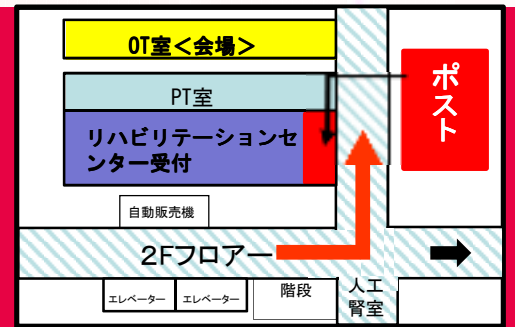 OT室<会場>
PT室
リハビリテーションセ
ンター受付
ポスト
自動販売機
2Fフロアー
エレベーター
エレベーター
階段
人工
腎室